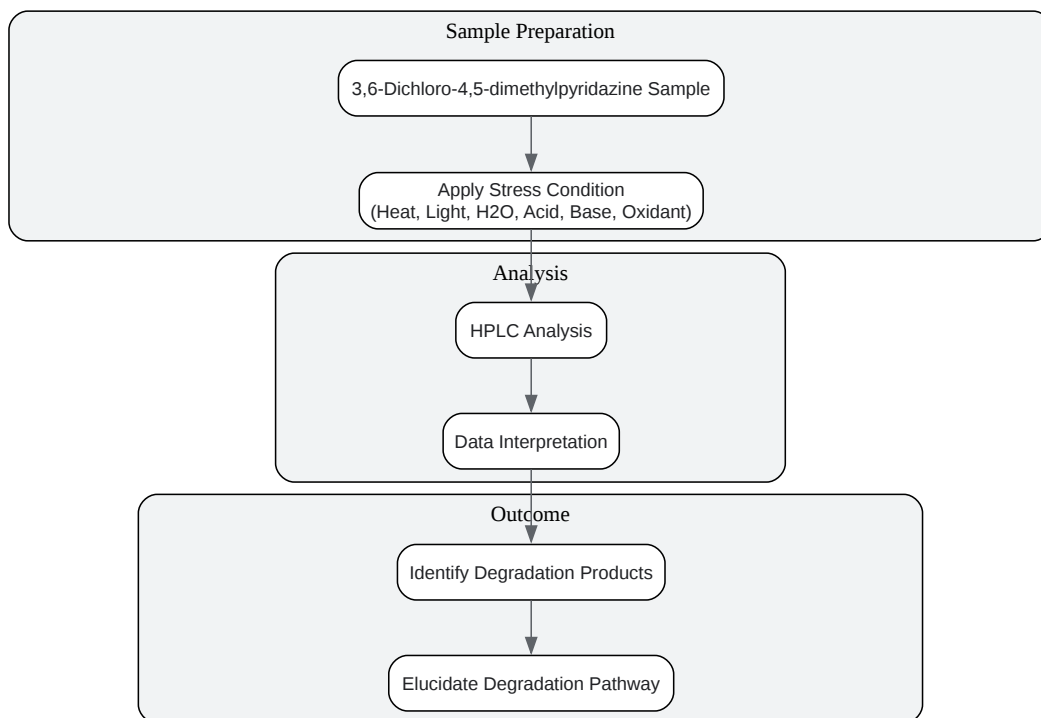 Sample Preparation
3,6-Dichloro-4,5-dimethylpyridazine Sample
Apply Stress Condition
(Heat, Light, H2O, Acid, Base, Oxidant)
Analysis
HPLC Analysis
Data Interpretation
Outcome
Identify Degradation Products
Elucidate Degradation Pathway